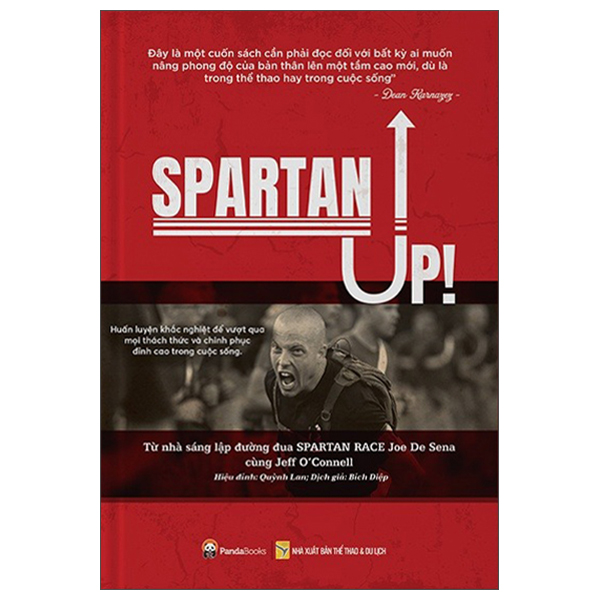 Đây là một cuốn sách cần phải đọc đối với bất kỳ ai muốn
nâng phong độ của bản thân lên một tầm cao mới, dù là
trong thể thao hay trong cuộc sống"
- Dean Karnazez -
SPARTAN
UP!
Huấn luyện khắc nghiệt để vượt qua
mọi thách thức và chinh phục
đỉnh cao trong cuộc sống.
Từ nhà sáng lập đường đua SPARTAN RACE Joe De Sena
cùng Jeff O'Connell
Hiệu đính: Quỳnh Lan; Dịch giả: Bích Diệp
PandaBooks
NHÀ XUẤT BẢN THỂ THAO & DU LỊCH